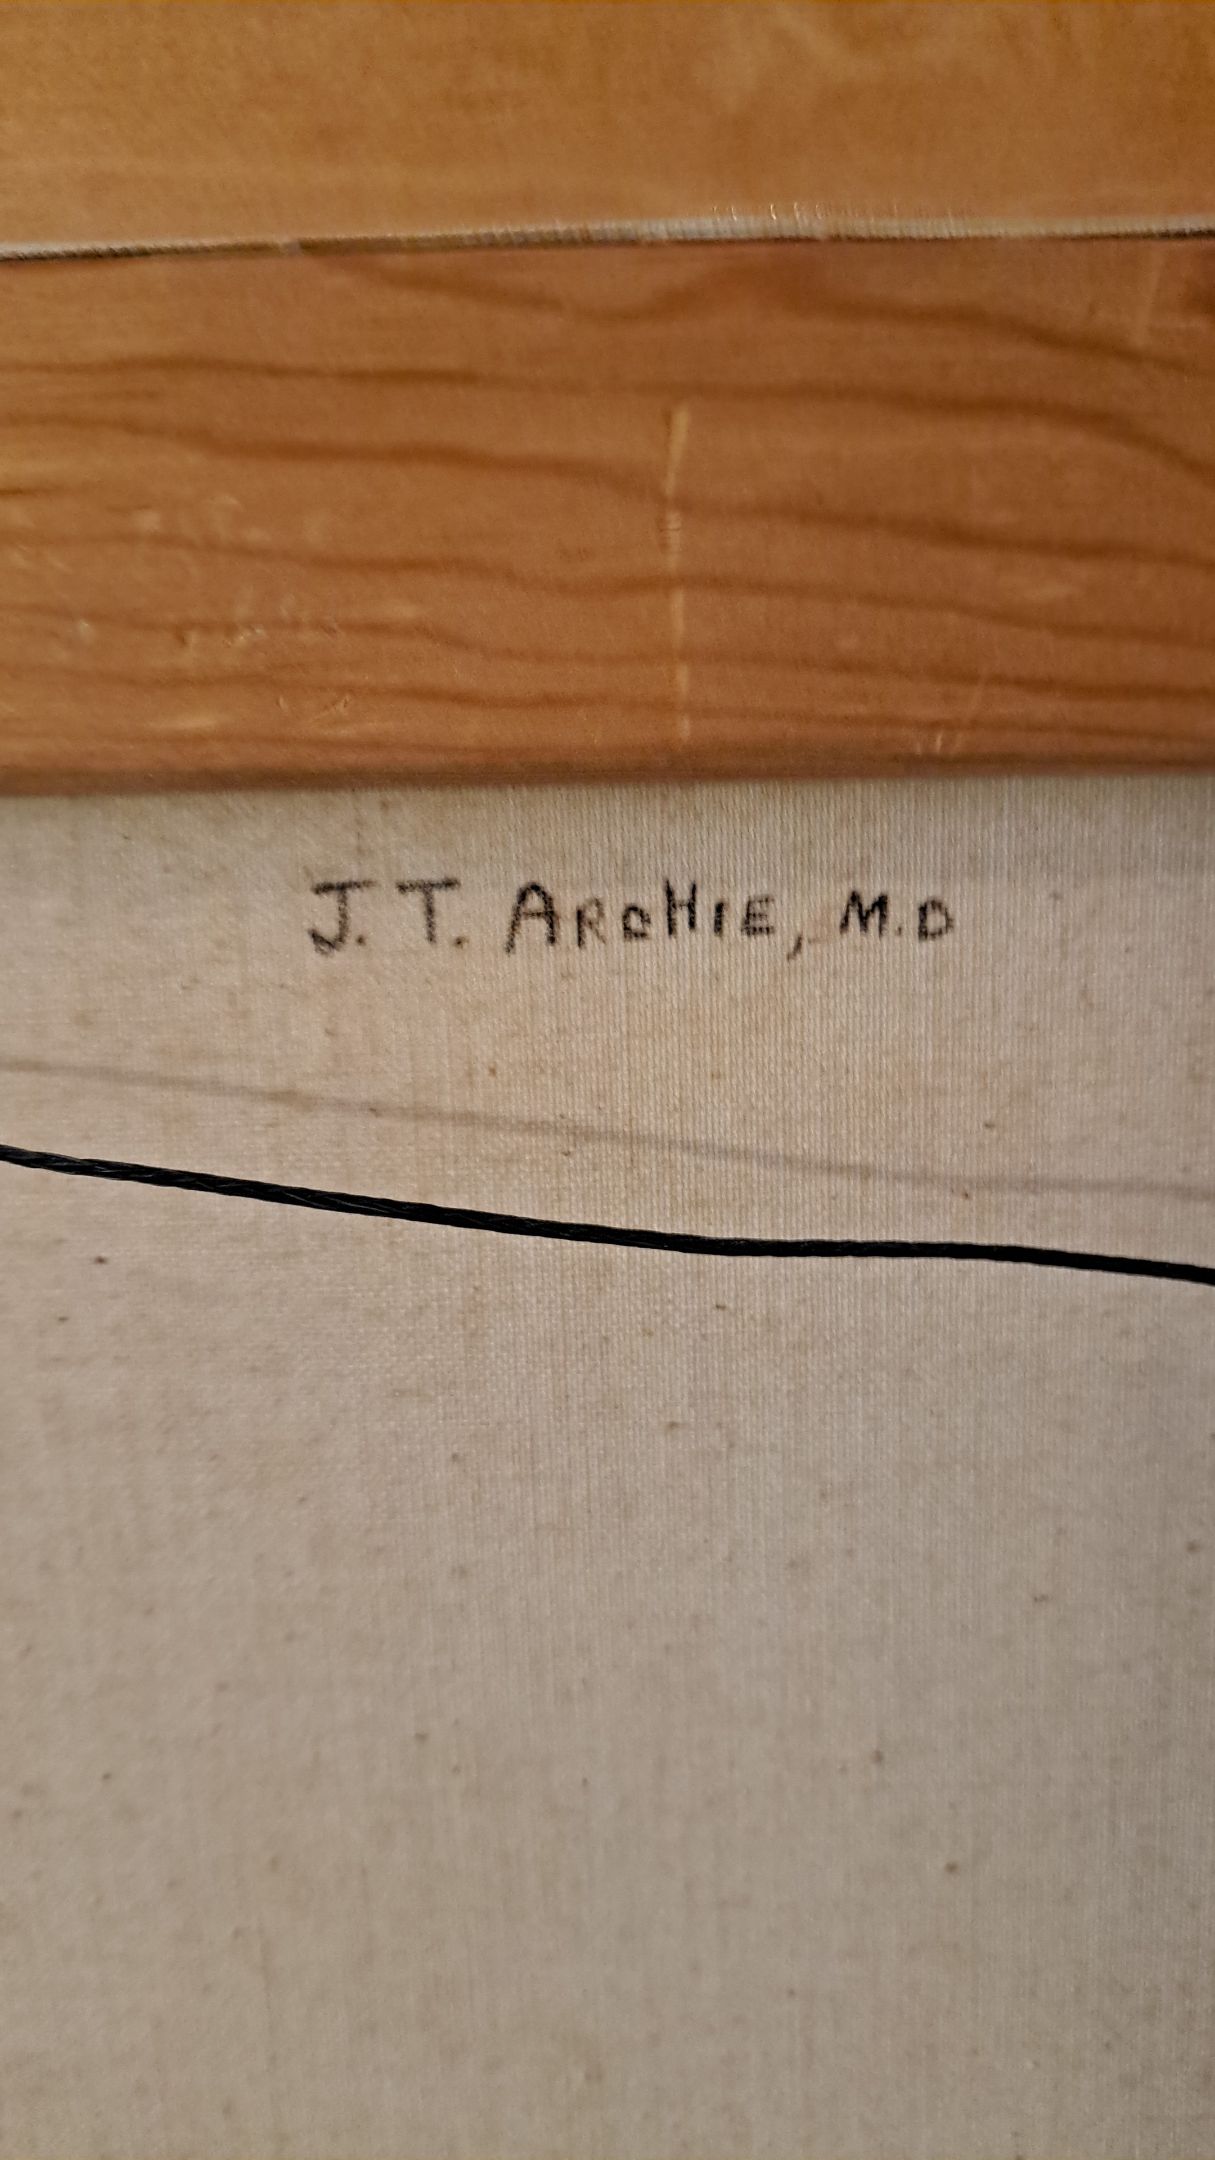 J. T. ARCHIE, M.D